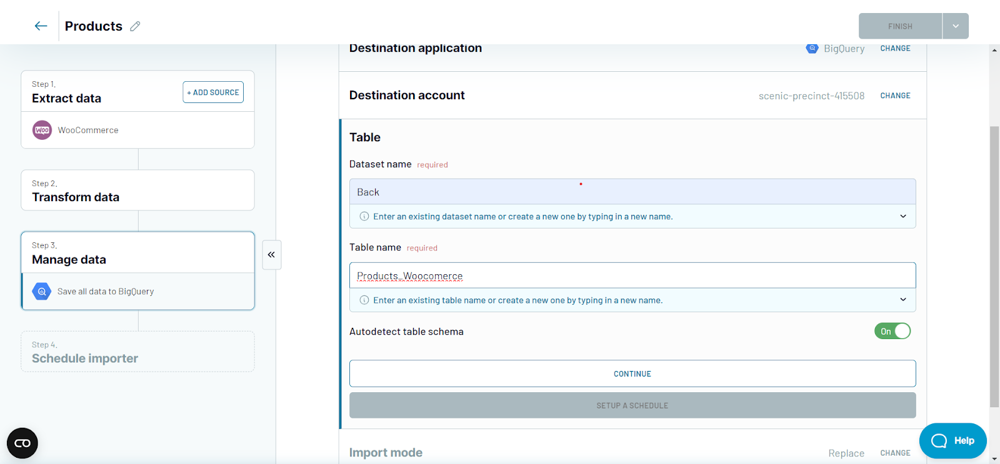 Products
FINISH
Step 1.
Extract data
+ ADD SOURCE
woo
WooCommerce
Step 2.
Transform data
Step 3.
Manage data
Save all data to BigQuery
Step 4.
Schedule importer
Destination application
BigQuery
CHANGE
Destination account
scenic-precinct-415508
CHANGE
Table
Dataset name required
Back
Enter an existing dataset name or create a new one by typing in a new name.
Table name required
Products_Woocomerce
Enter an existing table name or create a new one by typing in a new name.
Autodetect table schema
On
CONTINUE
SETUP A SCHEDULE
Import mode
Replace
CHANGE
Help